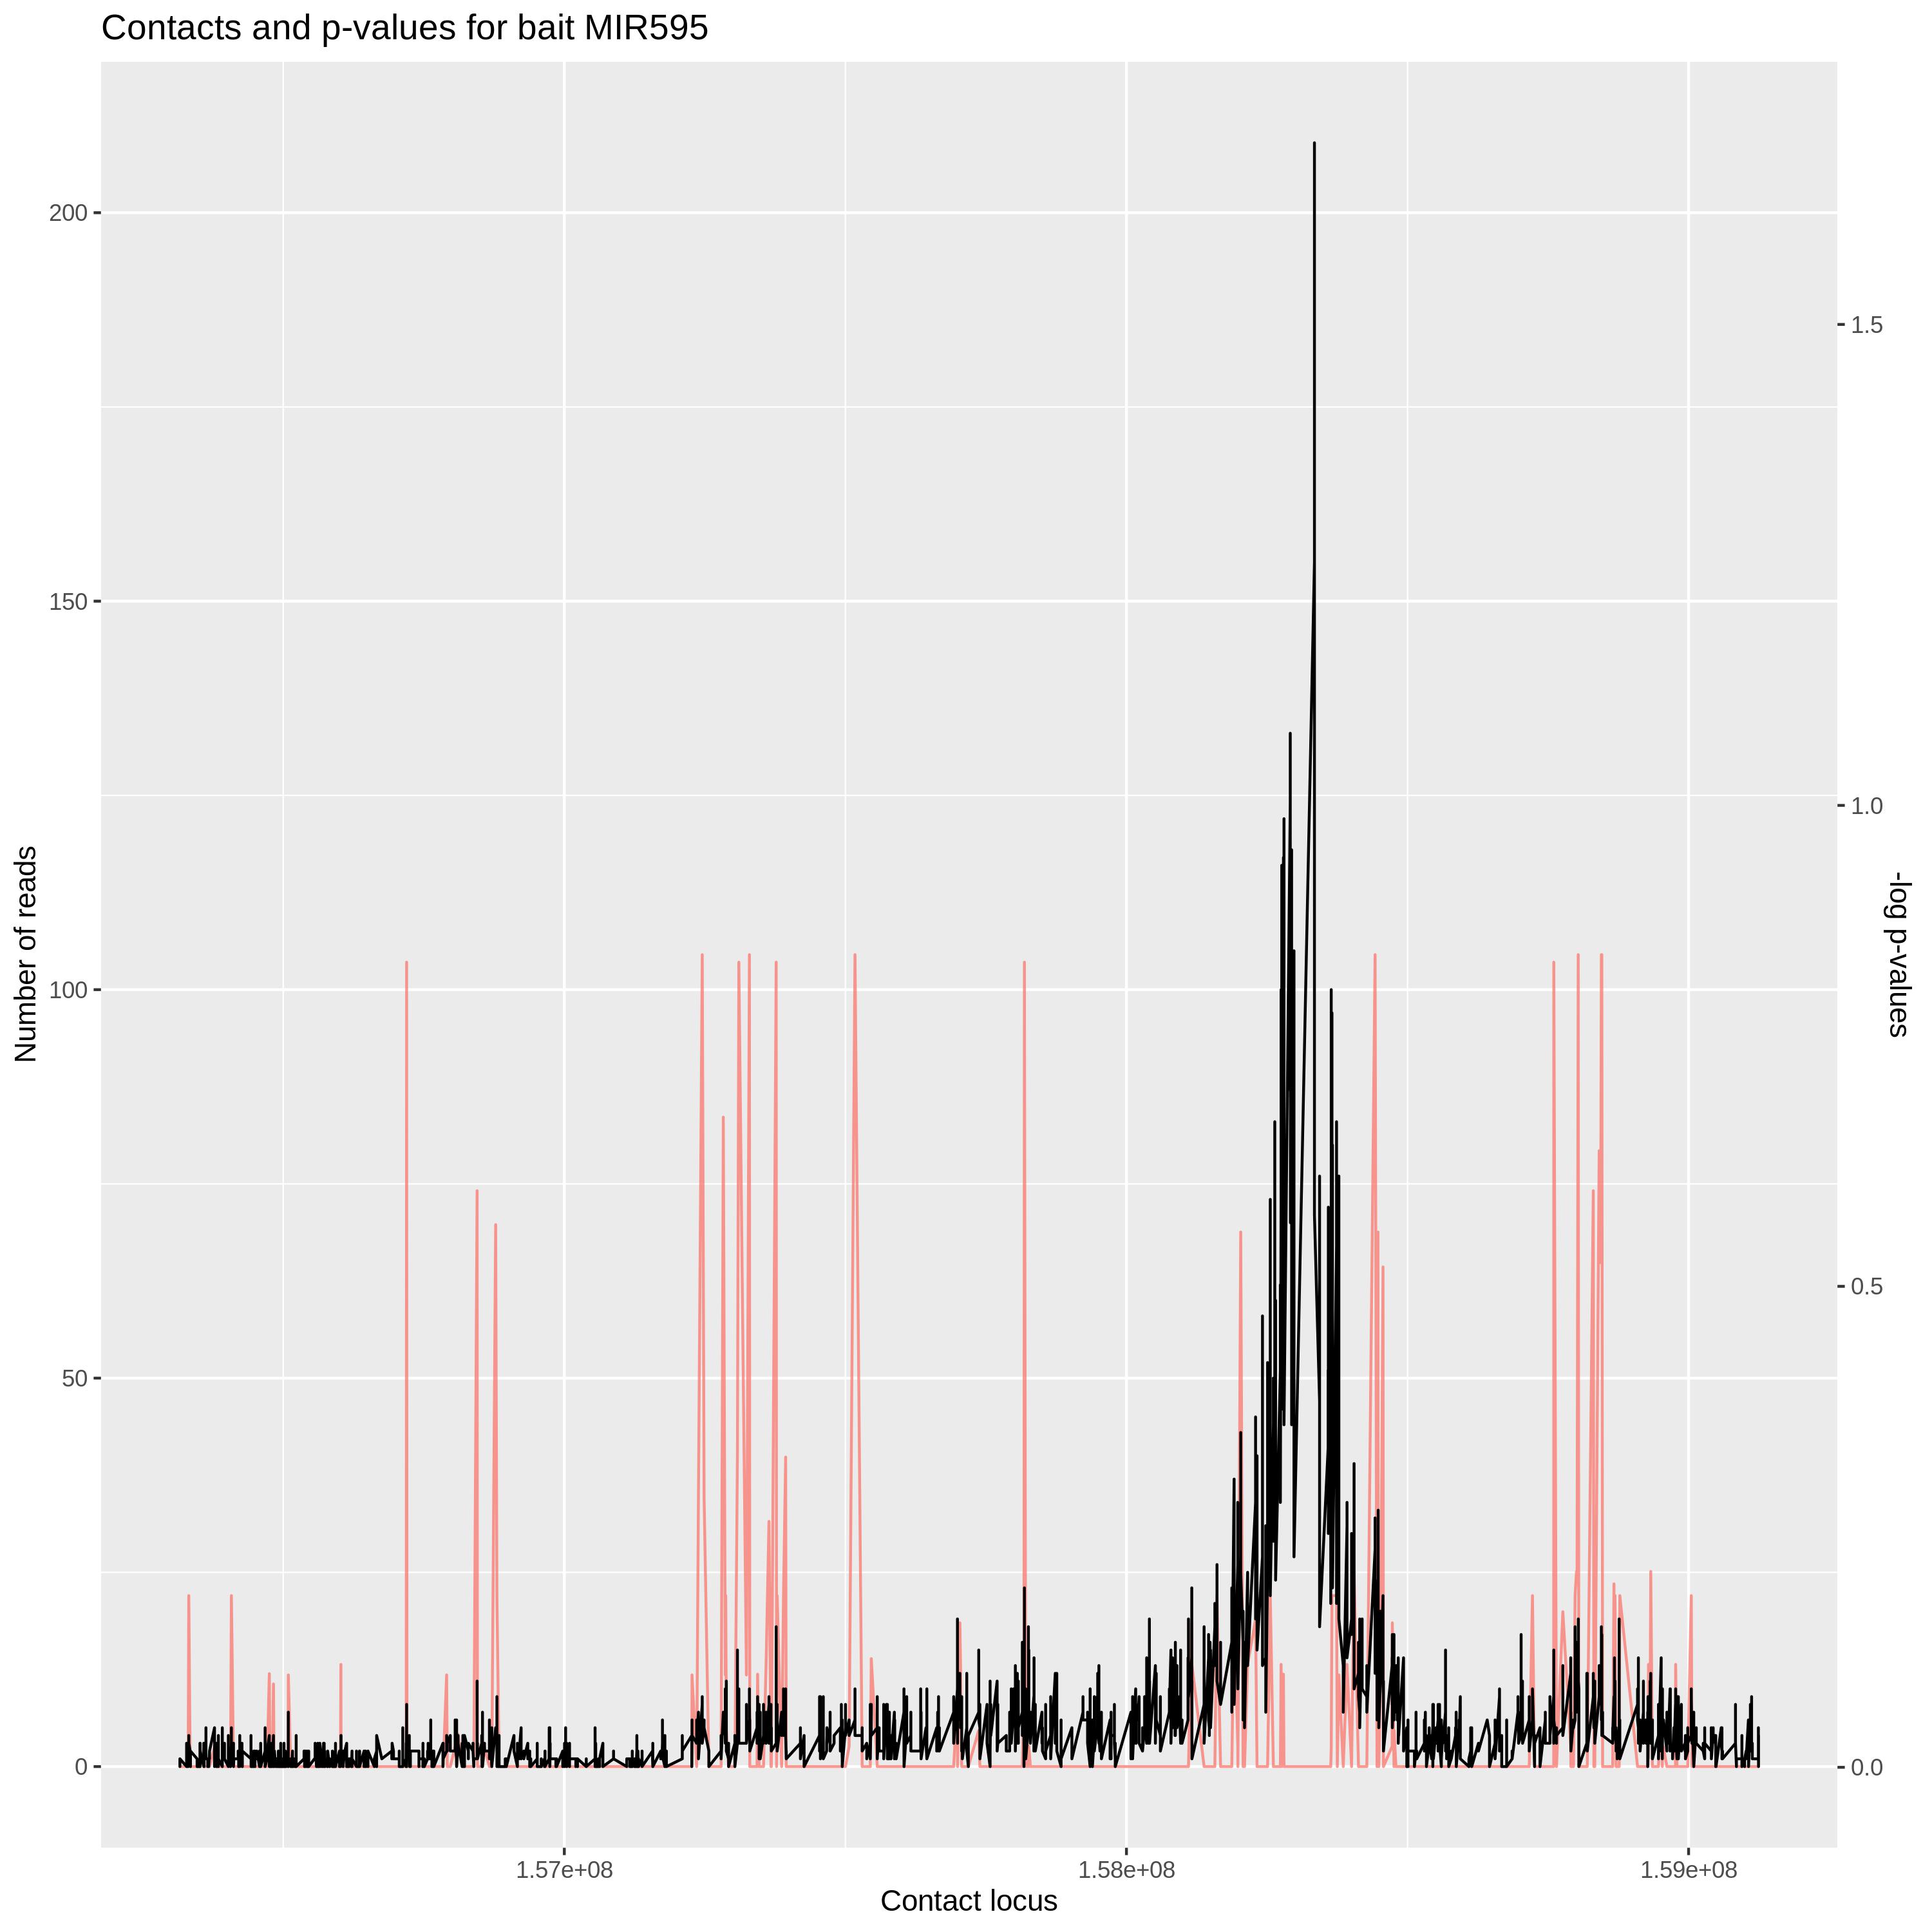 Contacts and p-values for bait MIR595
Number of reads
200
150
100
50
0
1.5
1.0
0.5
0.0
-log p-values
1.57e+08
1.58e+08
1.59e+08
Contact locus